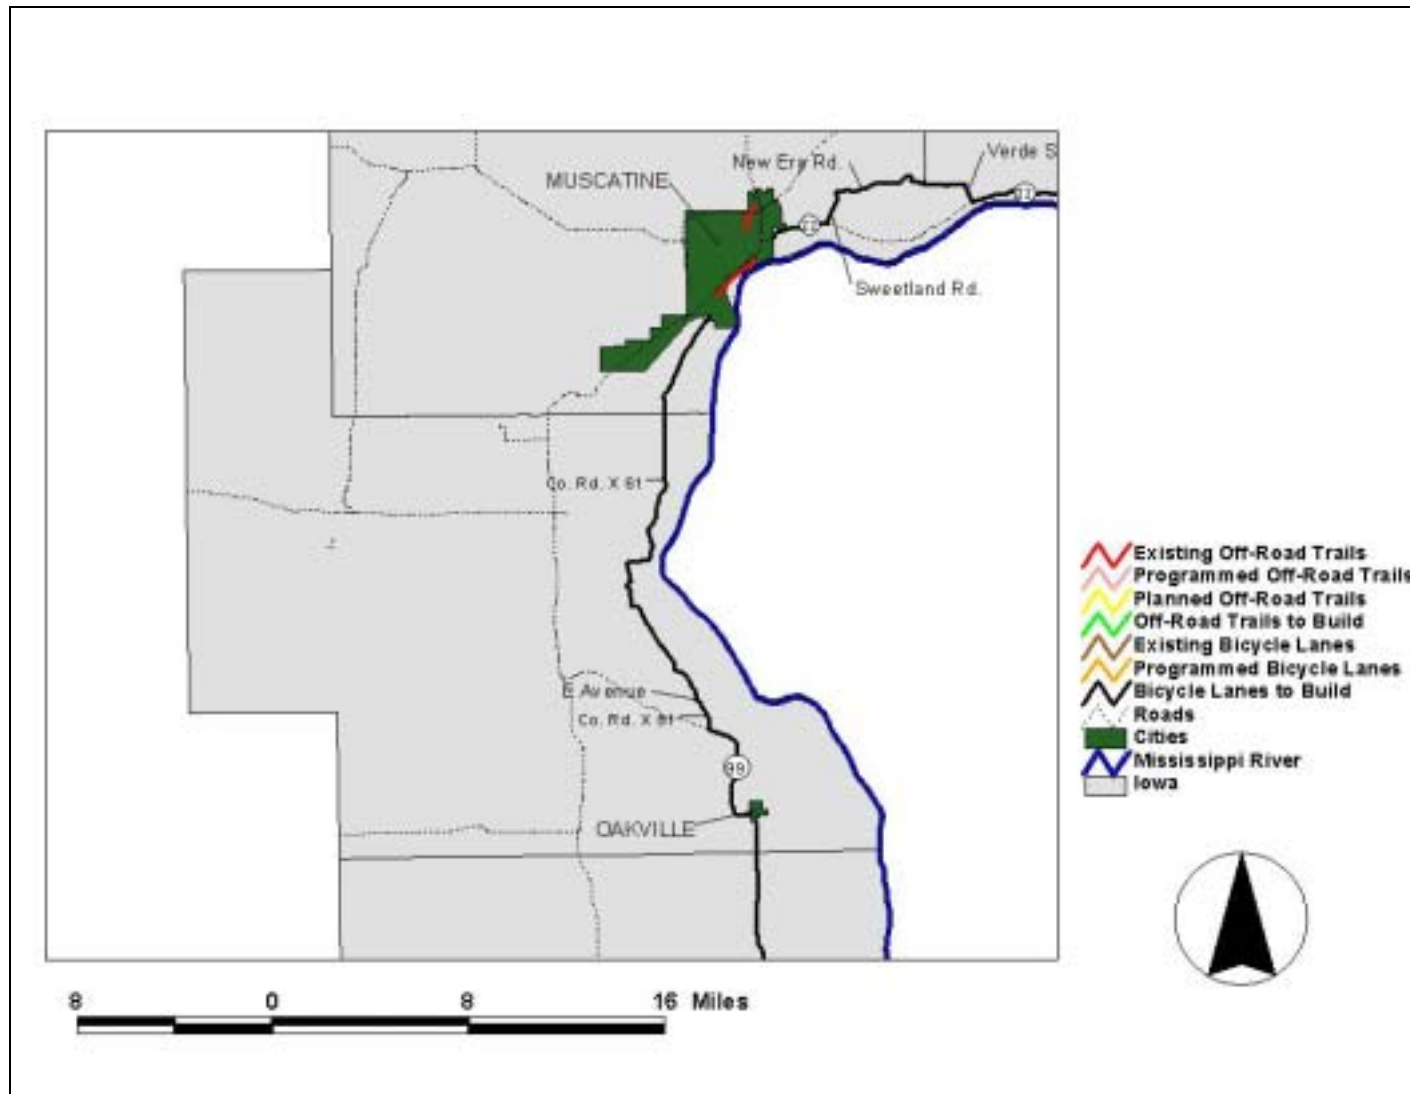 New Era Rd.
Verde S
MUSCATINE
22
22
Sweetland Rd.
Co. Rd. X 61
E Avenue
Co. Rd. X 61
99
OAKVILLE
Existing Off-Road Trails
Programmed Off-Road Trails
Planned Off-Road Trails
Off-Road Trails to Build
Existing Bicycle Lanes
Programmed Bicycle Lanes
Bicycle Lanes to Build
Roads
Cities
Mississippi River
Iowa
8 0 8 16 Miles